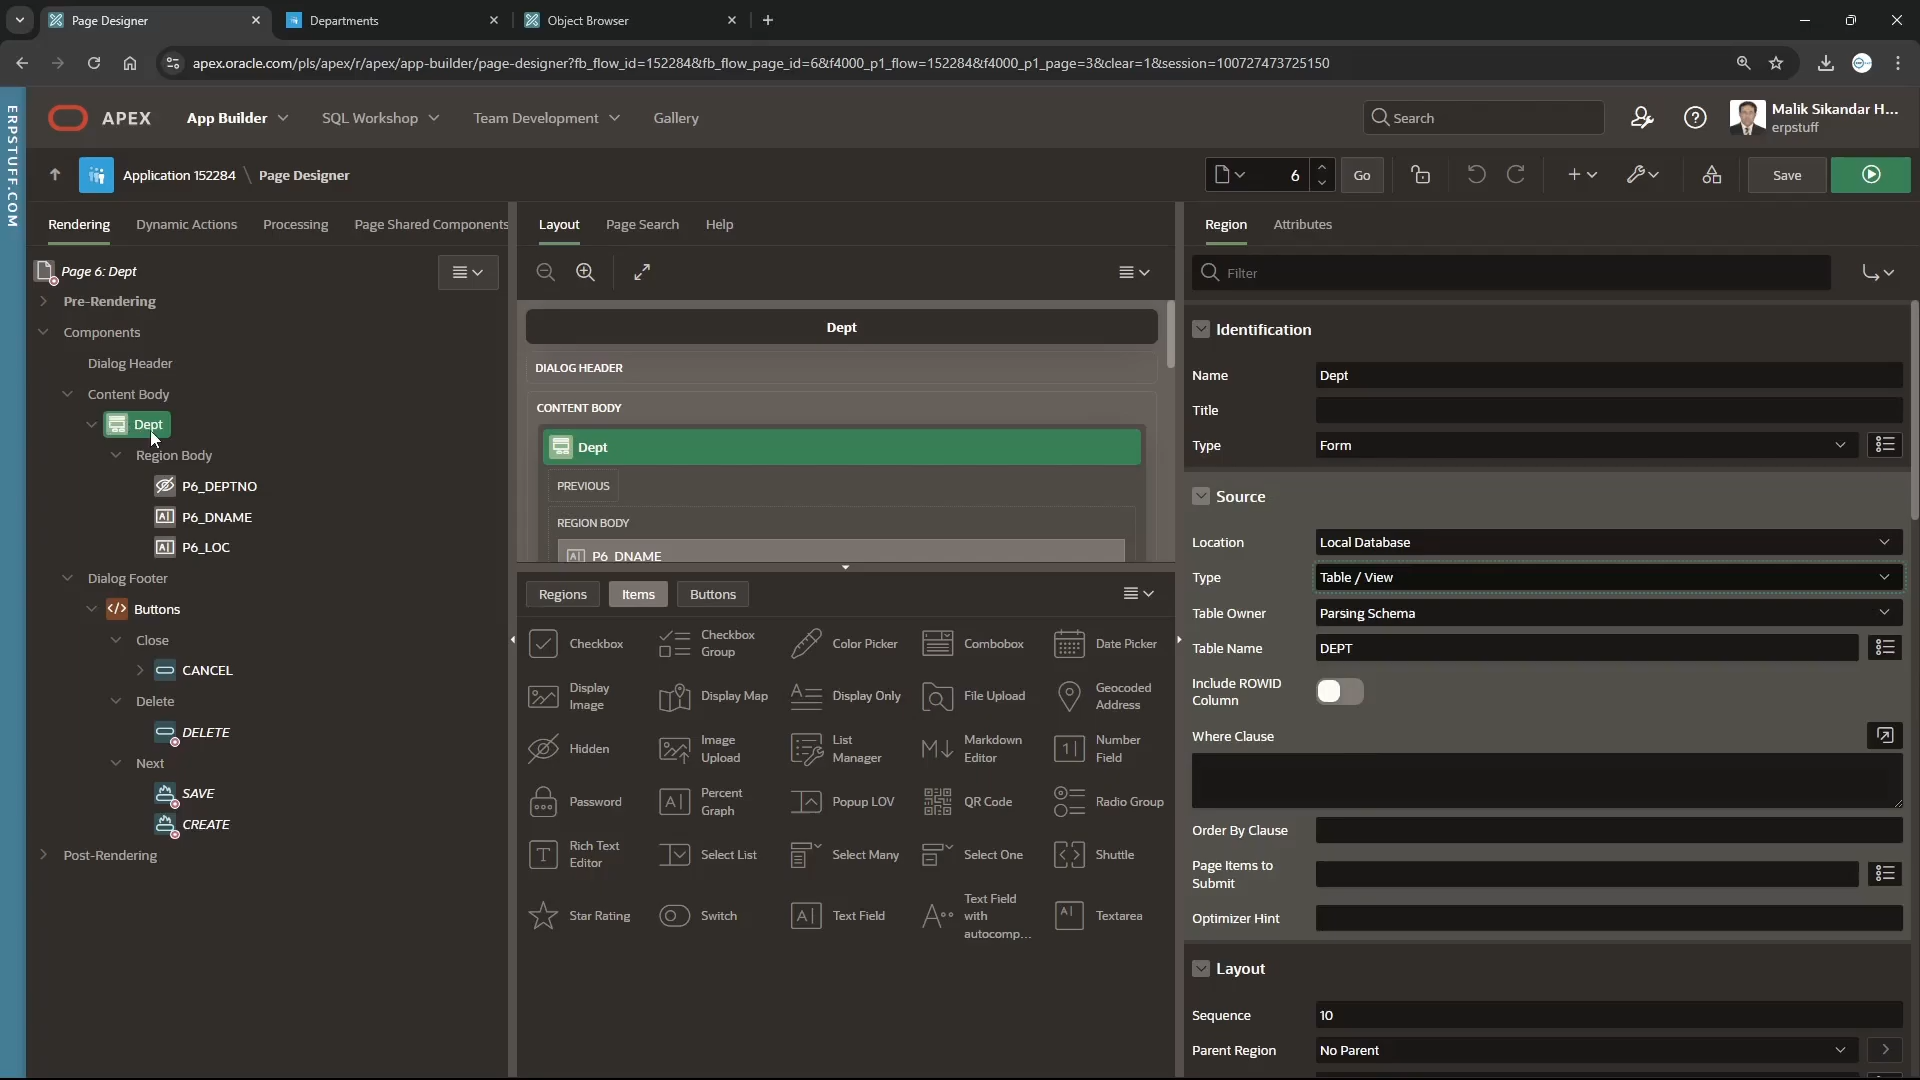 Page Designer
Departments
Object Browser
apex.oracle.com/pls/apex/r/apex/app-builder/page-designer?fb_flow_id=152284&fb_flow_page_id=6&f4000_p1_flow=152284&f4000_p1_page=3&clear=1&session=100727473725150
ERPSTUFF.COM
APEX
App Builder
SQL Workshop
Team Development
Gallery
Search
Malik Sikandar H...
erpstuff
Application 152284 \ Page Designer
6
Go
Save
Rendering
Dynamic Actions
Processing
Page Shared Components
Page 6: Dept
Pre-Rendering
Components
Dialog Header
Content Body
Dept
Region Body
P6_DEPTNO
P6_DNAME
P6_LOC
Dialog Footer
Buttons
Close
CANCEL
Delete
DELETE
Next
SAVE
CREATE
Post-Rendering
Layout
Page Search
Help
Dept
DIALOG HEADER
CONTENT BODY
Dept
PREVIOUS
REGION BODY
P6_DNAME
Regions
Items
Buttons
Checkbox
Checkbox
Group
Color Picker
Combobox
Date Picker
Display
Image
Display Map
Display Only
File Upload
Geocoded
Address
Hidden
Image
Upload
List
Manager
Markdown
Editor
Number
Field
Password
Percent
Graph
Popup LOV
QR Code
Radio Group
Rich Text
Editor
Select List
Select Many
Select One
Shuttle
Star Rating
Switch
Text Field
Text Field
with
autocomp...
Textarea
Region
Attributes
Filter
Identification
Name
Dept
Title
Type
Form
Source
Location
Local Database
Type
Table / View
Table Owner
Parsing Schema
Table Name
DEPT
Include ROWID
Column
Where Clause
Order By Clause
Page Items to
Submit
Optimizer Hint
Layout
Sequence
10
Parent Region
No Parent